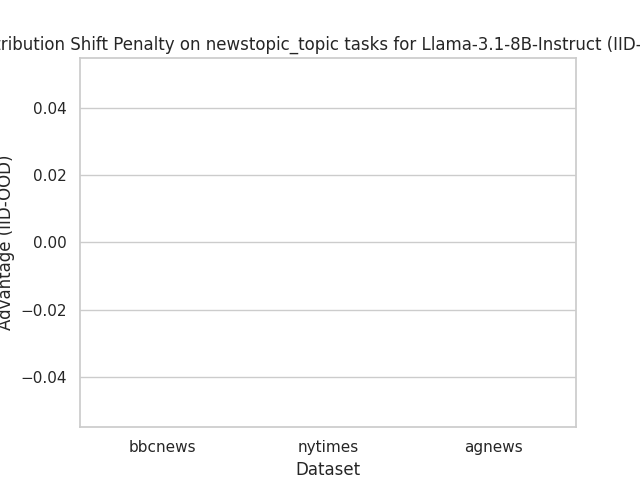 Shift Penalty on newstopic_topic tasks for Llama-3.1-8B-Instruct (IID-
0.04
0.02
0.00
−0.02
−0.04
Advantage (IID-OOD)
bbcnews nytimes agnews
Dataset